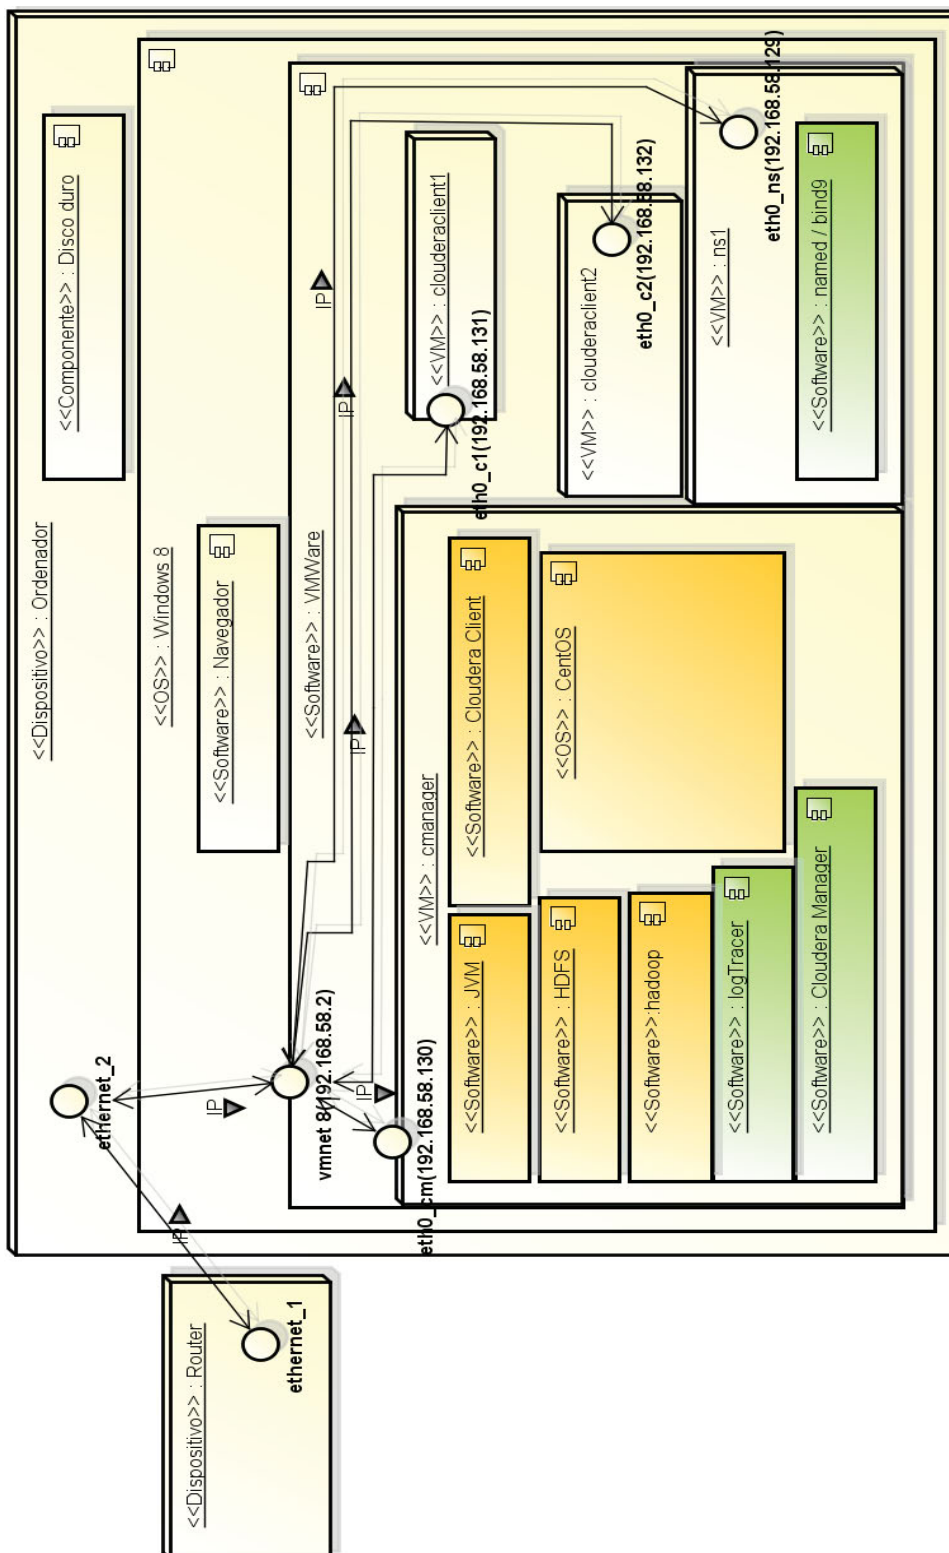 <<Dispositivo>> : Router
ethernet_1
IP
ethernet_2
<<Dispositivo>> : Ordenador
<<Componente>> : Disco duro
<<OS>> : Windows 8
<<Software>> : Navegador
<<Software>> : VMWare
IP
vmnet 8(192.168.58.2)
IP
IP
IP
IP
eth0_cm(192.168.58.130)
<<VM>> : cmanager
<<Software>> : JVM
<<Software>> : Cloudera Client
<<Software>> : HDFS
<<OS>> : CentOS
<<Software>>:hadoop
<<Software>> : logTracer
<<Software>> : Cloudera Manager
<<VM>> : clouderaclient1
eth0_c1(192.168.58.131)
<<VM>> : clouderaclient2
eth0_c2(192.168.58.132)
<<VM>> : ns1
eth0_ns(192.168.58.129)
<<Software>> : named / bind9